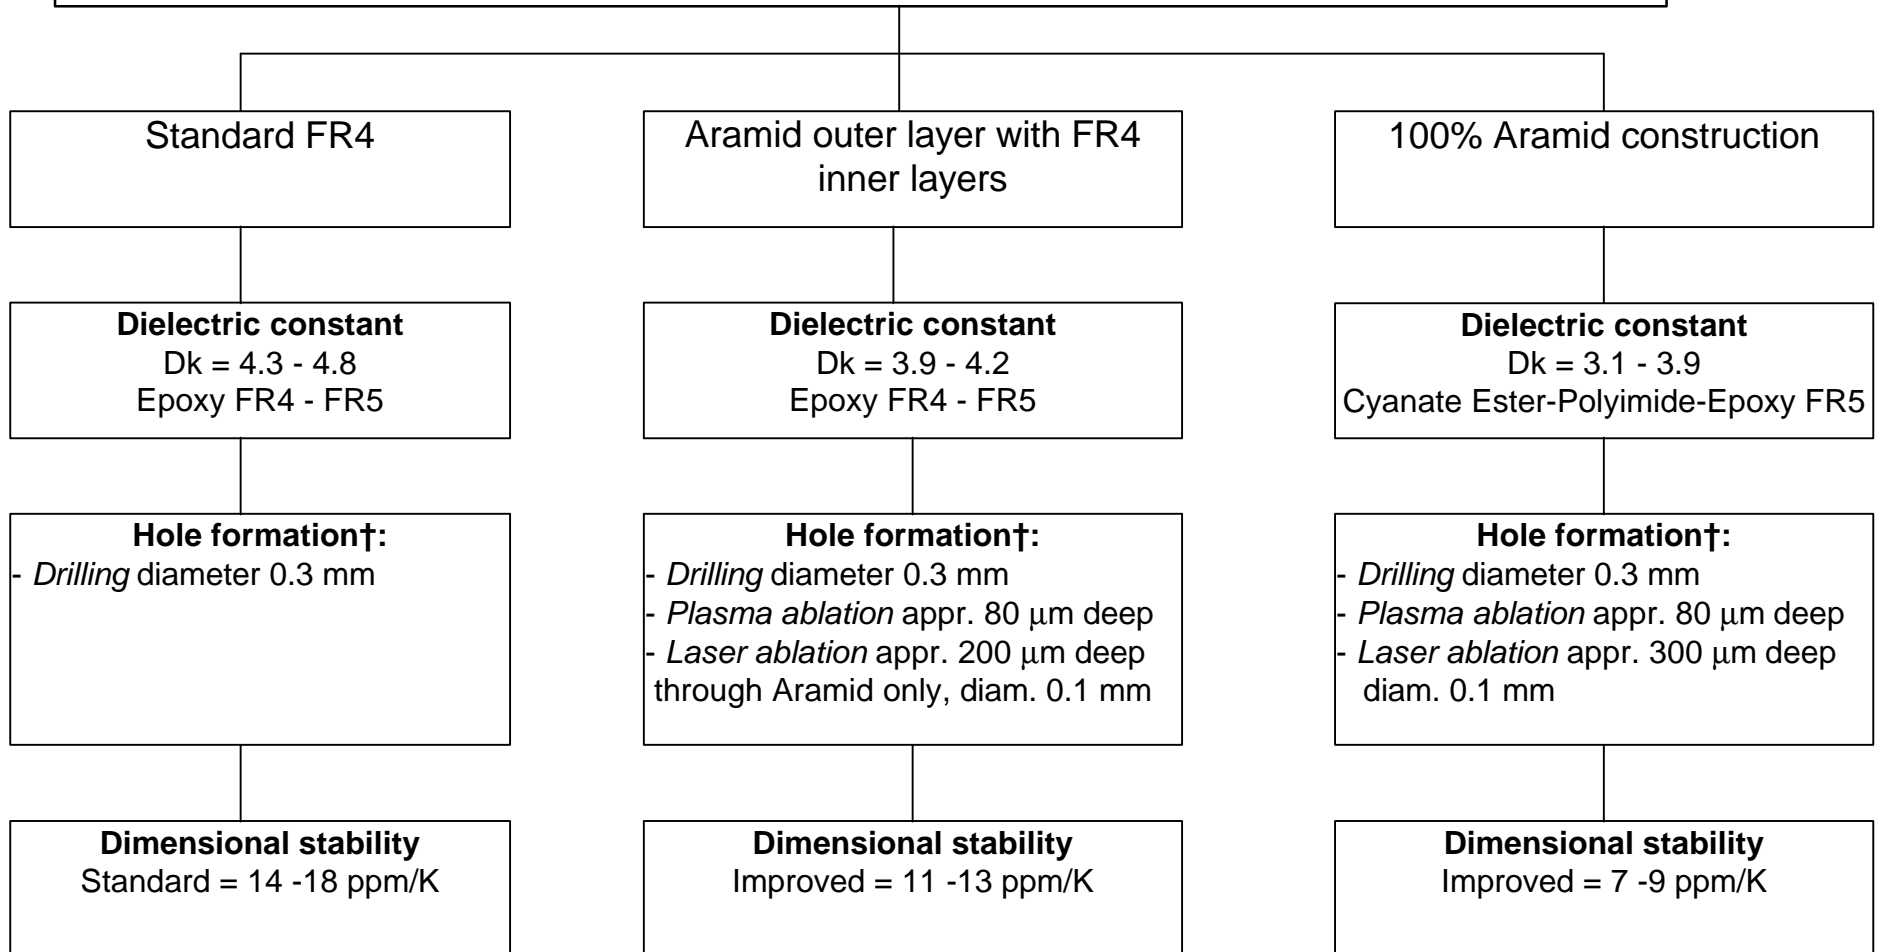 Standard FR4
Aramid outer layer with FR4
inner layers
100% Aramid construction
Dielectric constant
Dk = 4.3 - 4.8
Epoxy FR4 - FR5
Dielectric constant
Dk = 3.9 - 4.2
Epoxy FR4 - FR5
Dielectric constant
Dk = 3.1 - 3.9
Cyanate Ester-Polyimide-Epoxy FR5
Hole formation†:
- Drilling diameter 0.3 mm
Hole formation†:
- Drilling diameter 0.3 mm
- Plasma ablation appr. 80 μm deep
- Laser ablation appr. 200 μm deep
through Aramid only, diam. 0.1 mm
Hole formation†:
- Drilling diameter 0.3 mm
- Plasma ablation appr. 80 μm deep
- Laser ablation appr. 300 μm deep
diam. 0.1 mm
Dimensional stability
Standard = 14 -18 ppm/K
Dimensional stability
Improved = 11 -13 ppm/K
Dimensional stability
Improved = 7 -9 ppm/K